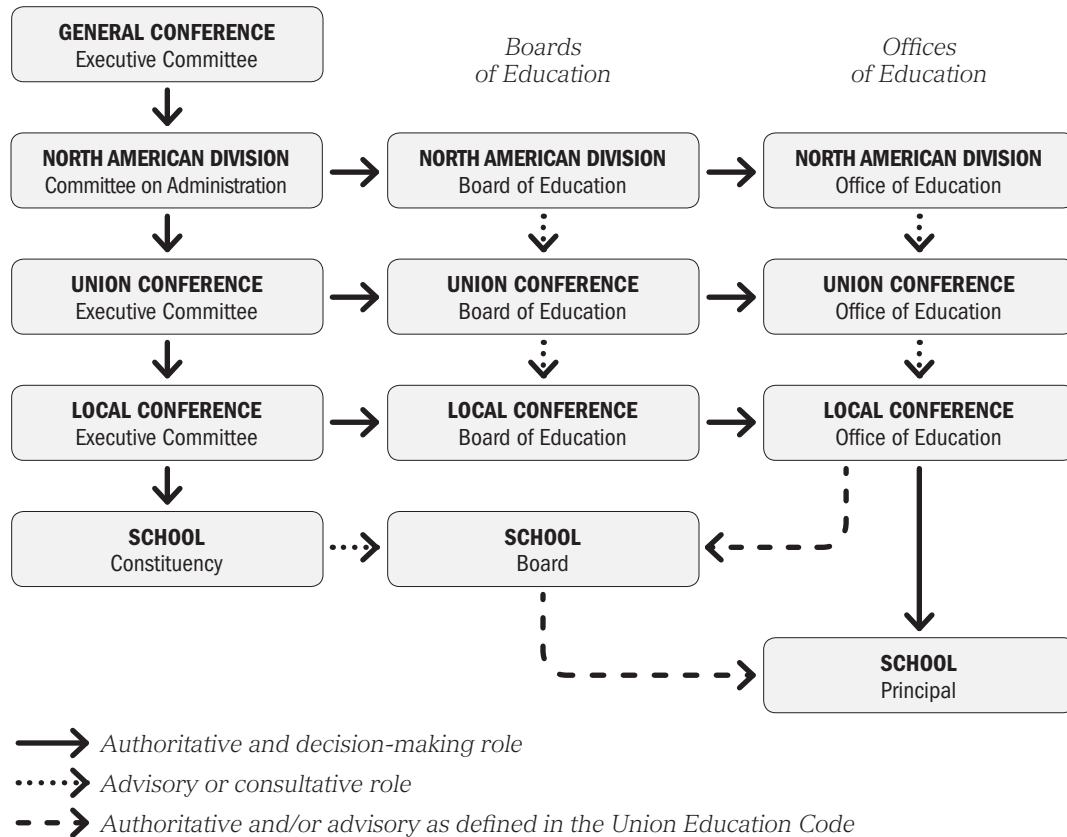 GENERAL CONFERENCE
Executive Committee
Boards
of Education
Offices
of Education
NORTH AMERICAN DIVISION
Committee on Administration
NORTH AMERICAN DIVISION
Board of Education
NORTH AMERICAN DIVISION
Office of Education
UNION CONFERENCE
Executive Committee
UNION CONFERENCE
Board of Education
UNION CONFERENCE
Office of Education
LOCAL CONFERENCE
Executive Committee
LOCAL CONFERENCE
Board of Education
LOCAL CONFERENCE
Office of Education
SCHOOL
Constituency
SCHOOL
Board
SCHOOL
Principal
Authoritative and decision-making role
Advisory or consultative role
Authoritative and/or advisory as defined in the Union Education Code